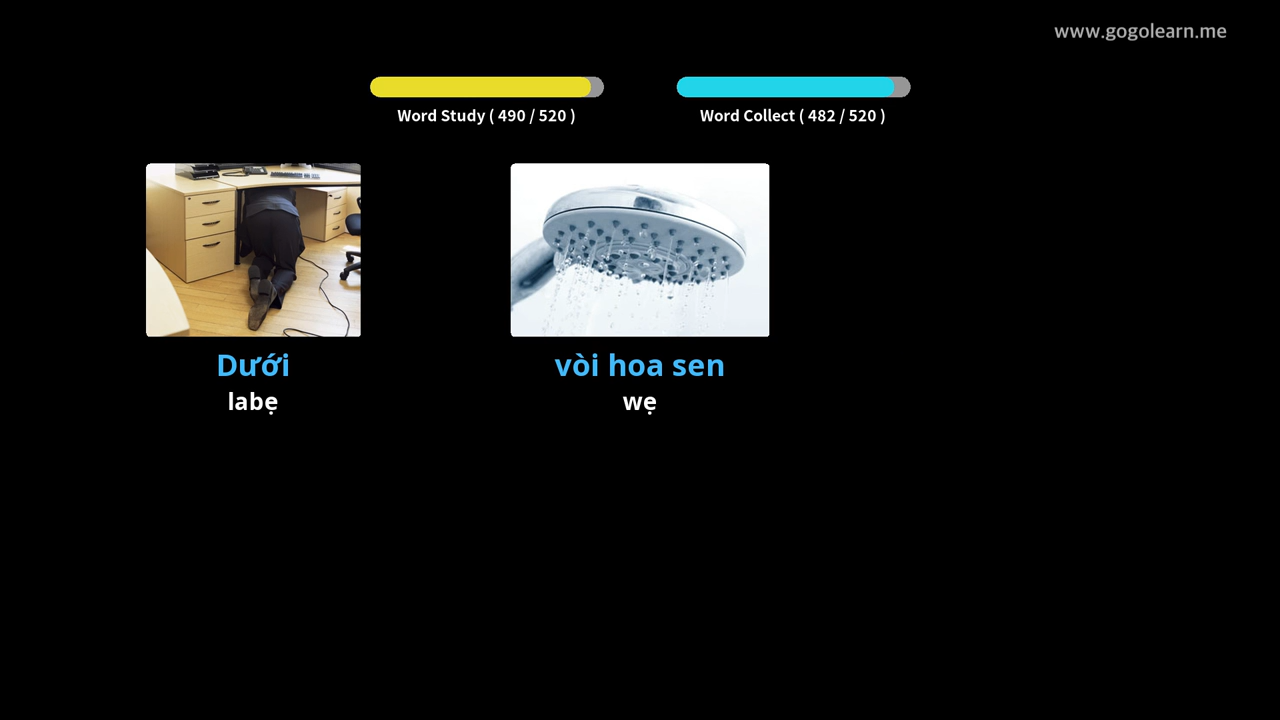 www.gogolearn.me
Word Study ( 490 / 520 )
Word Collect ( 482 / 520 )
Dưới
labẹ
vòi hoa sen
wẹ